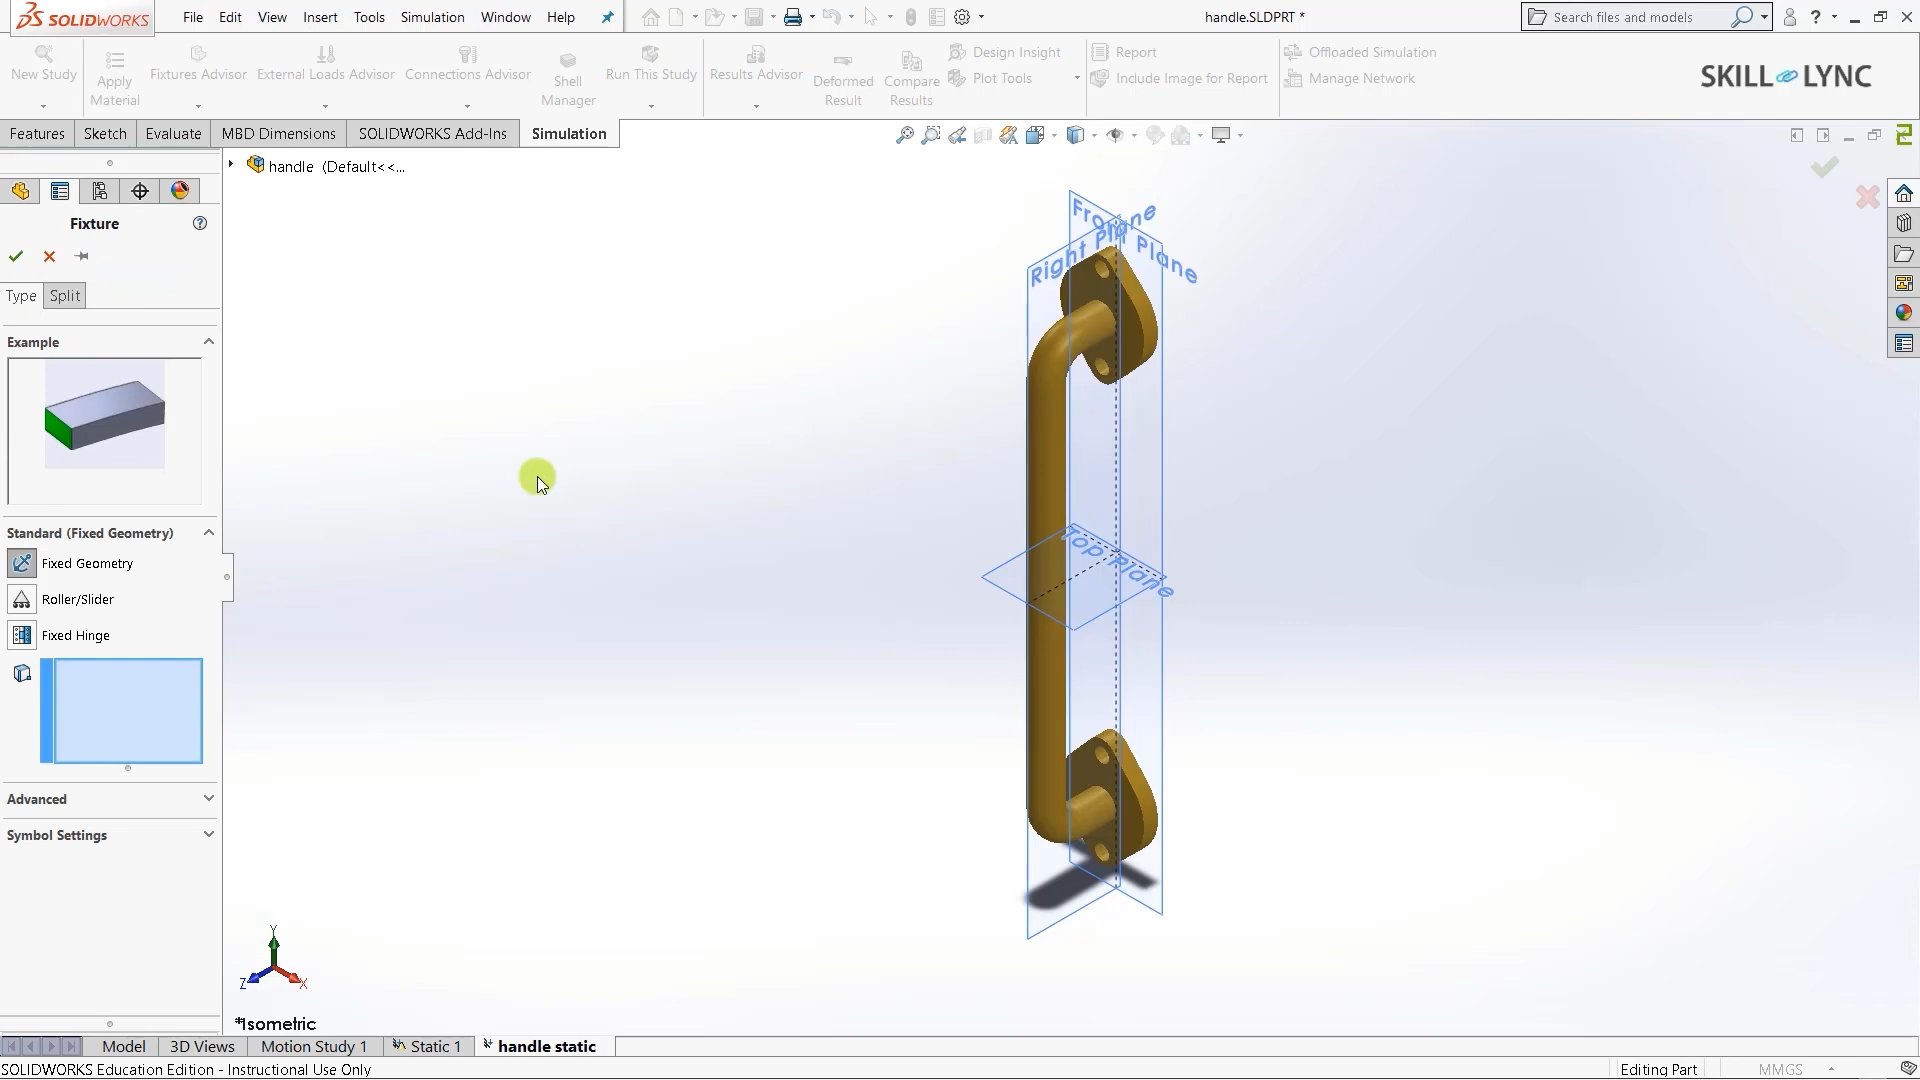 SOLIDWORKS File Edit View Insert Tools Simulation Window Help handle.SLDPRT * Search files and models ?
New Study Apply Material Fixtures Advisor External Loads Advisor Connections Advisor Shell Manager Run This Study Results Advisor Deformed Result Compare Results Design Insight Plot Tools Report Include Image for Report Offloaded Simulation Manage Network SKILL LYNC
Features Sketch Evaluate MBD Dimensions SOLIDWORKS Add-Ins Simulation
handle (Default<<...
Fixture ?
Type Split
Example
Standard (Fixed Geometry)
Fixed Geometry
Roller/Slider
Fixed Hinge
Advanced
Symbol Settings
Right Plane
Top Plane
Y
Z X
*Isometric
Model 3D Views Motion Study 1 Static 1 handle static
SOLIDWORKS Education Edition - Instructional Use Only Editing Part MMGS